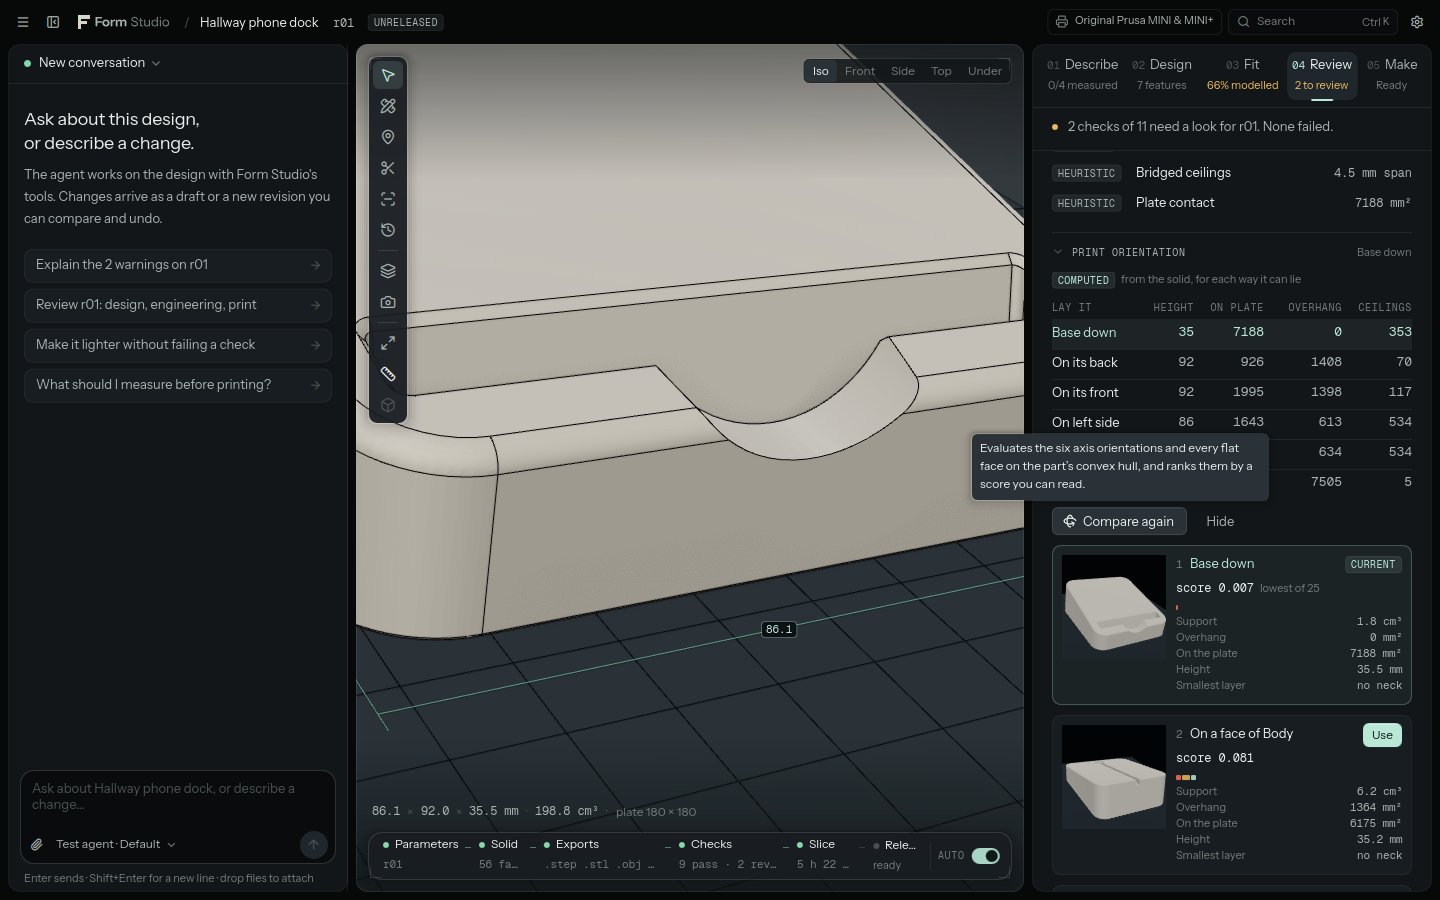 Form Studio / Hallway phone dock r01 UNRELEASED
Original Prusa MINI & MINI+
Search Ctrl K
New conversation
Ask about this design,
or describe a change.
The agent works on the design with Form Studio's
tools. Changes arrive as a draft or a new revision you
can compare and undo.
Explain the 2 warnings on r01
Review r01: design, engineering, print
Make it lighter without failing a check
What should I measure before printing?
Ask about Hallway phone dock, or describe a
change…
Test agent · Default
Enter sends · Shift+Enter for a new line · drop files to attach
Iso Front Side Top Under
86.1
86.1 × 92.0 × 35.5 mm · 198.8 cm³ · plate 180 × 180
Parameters Solid Exports Checks Slice Rele…
r01 56 fa… .step .stl .obj … 9 pass · 2 rev… 5 h 22 … ready
AUTO
01 Describe 02 Design 03 Fit 04 Review 05 Make
0/4 measured 7 features 66% modelled 2 to review Ready
2 checks of 11 need a look for r01. None failed.
HEURISTIC Bridged ceilings 4.5 mm span
HEURISTIC Plate contact 7188 mm²
PRINT ORIENTATION Base down
COMPUTED from the solid, for each way it can lie
LAY IT HEIGHT ON PLATE OVERHANG CEILINGS
Base down 35 7188 0 353
On its back 92 926 1408 70
On its front 92 1995 1398 117
On left side 86 1643 613 534
634 534
7505 5
Evaluates the six axis orientations and every flat
face on the part's convex hull, and ranks them by a
score you can read.
Compare again Hide
1 Base down CURRENT
score 0.007 lowest of 25
Support 1.8 cm³
Overhang 0 mm²
On the plate 7188 mm²
Height 35.5 mm
Smallest layer no neck
2 On a face of Body Use
score 0.081
Support 6.2 cm³
Overhang 1364 mm²
On the plate 6175 mm²
Height 35.2 mm
Smallest layer no neck